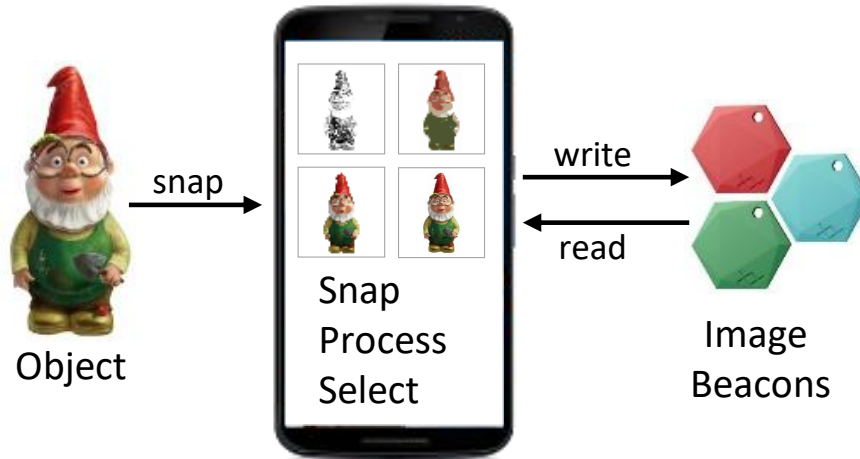 snap
Snap
Process
Select
write
read
Object
Image
Beacons